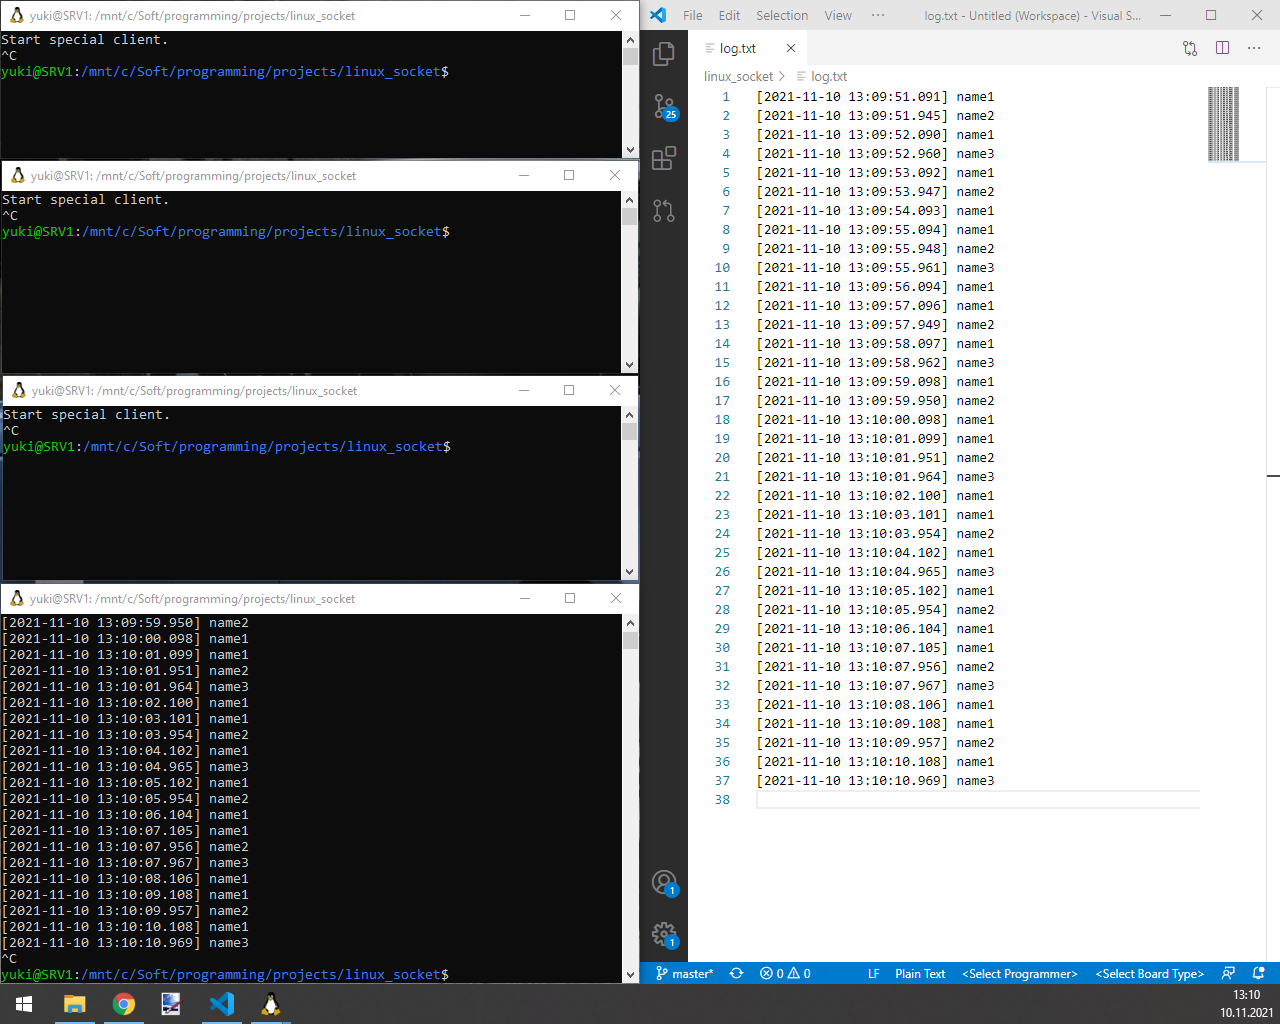 yuki@SRV1: /mnt/c/Soft/programming/projects/linux_socket
Start special client.
^C
yuki@SRV1:/mnt/c/Soft/programming/projects/linux_socket$
yuki@SRV1: /mnt/c/Soft/programming/projects/linux_socket
Start special client.
^C
yuki@SRV1:/mnt/c/Soft/programming/projects/linux_socket$
yuki@SRV1: /mnt/c/Soft/programming/projects/linux_socket
Start special client.
^C
yuki@SRV1:/mnt/c/Soft/programming/projects/linux_socket$
yuki@SRV1: /mnt/c/Soft/programming/projects/linux_socket
[2021-11-10 13:09:59.950] name2
[2021-11-10 13:10:00.098] name1
[2021-11-10 13:10:01.099] name1
[2021-11-10 13:10:01.951] name2
[2021-11-10 13:10:01.964] name3
[2021-11-10 13:10:02.100] name1
[2021-11-10 13:10:03.101] name1
[2021-11-10 13:10:03.954] name2
[2021-11-10 13:10:04.102] name1
[2021-11-10 13:10:04.965] name3
[2021-11-10 13:10:05.102] name1
[2021-11-10 13:10:05.954] name2
[2021-11-10 13:10:06.104] name1
[2021-11-10 13:10:07.105] name1
[2021-11-10 13:10:07.956] name2
[2021-11-10 13:10:07.967] name3
[2021-11-10 13:10:08.106] name1
[2021-11-10 13:10:09.108] name1
[2021-11-10 13:10:09.957] name2
[2021-11-10 13:10:10.108] name1
[2021-11-10 13:10:10.969] name3
^C
yuki@SRV1:/mnt/c/Soft/programming/projects/linux_socket$
File Edit Selection View ··· log.txt - Untitled (Workspace) - Visual S...
log.txt
linux_socket > log.txt
25
1 [2021-11-10 13:09:51.091] name1
2 [2021-11-10 13:09:51.945] name2
3 [2021-11-10 13:09:52.090] name1
4 [2021-11-10 13:09:52.960] name3
5 [2021-11-10 13:09:53.092] name1
6 [2021-11-10 13:09:53.947] name2
7 [2021-11-10 13:09:54.093] name1
8 [2021-11-10 13:09:55.094] name1
9 [2021-11-10 13:09:55.948] name2
10 [2021-11-10 13:09:55.961] name3
11 [2021-11-10 13:09:56.094] name1
12 [2021-11-10 13:09:57.096] name1
13 [2021-11-10 13:09:57.949] name2
14 [2021-11-10 13:09:58.097] name1
15 [2021-11-10 13:09:58.962] name3
16 [2021-11-10 13:09:59.098] name1
17 [2021-11-10 13:09:59.950] name2
18 [2021-11-10 13:10:00.098] name1
19 [2021-11-10 13:10:01.099] name1
20 [2021-11-10 13:10:01.951] name2
21 [2021-11-10 13:10:01.964] name3
22 [2021-11-10 13:10:02.100] name1
23 [2021-11-10 13:10:03.101] name1
24 [2021-11-10 13:10:03.954] name2
25 [2021-11-10 13:10:04.102] name1
26 [2021-11-10 13:10:04.965] name3
27 [2021-11-10 13:10:05.102] name1
28 [2021-11-10 13:10:05.954] name2
29 [2021-11-10 13:10:06.104] name1
30 [2021-11-10 13:10:07.105] name1
31 [2021-11-10 13:10:07.956] name2
32 [2021-11-10 13:10:07.967] name3
33 [2021-11-10 13:10:08.106] name1
34 [2021-11-10 13:10:09.108] name1
35 [2021-11-10 13:10:09.957] name2
36 [2021-11-10 13:10:10.108] name1
37 [2021-11-10 13:10:10.969] name3
38
1
1
master* 0 0 LF Plain Text <Select Programmer> <Select Board Type>
13:10
10.11.2021